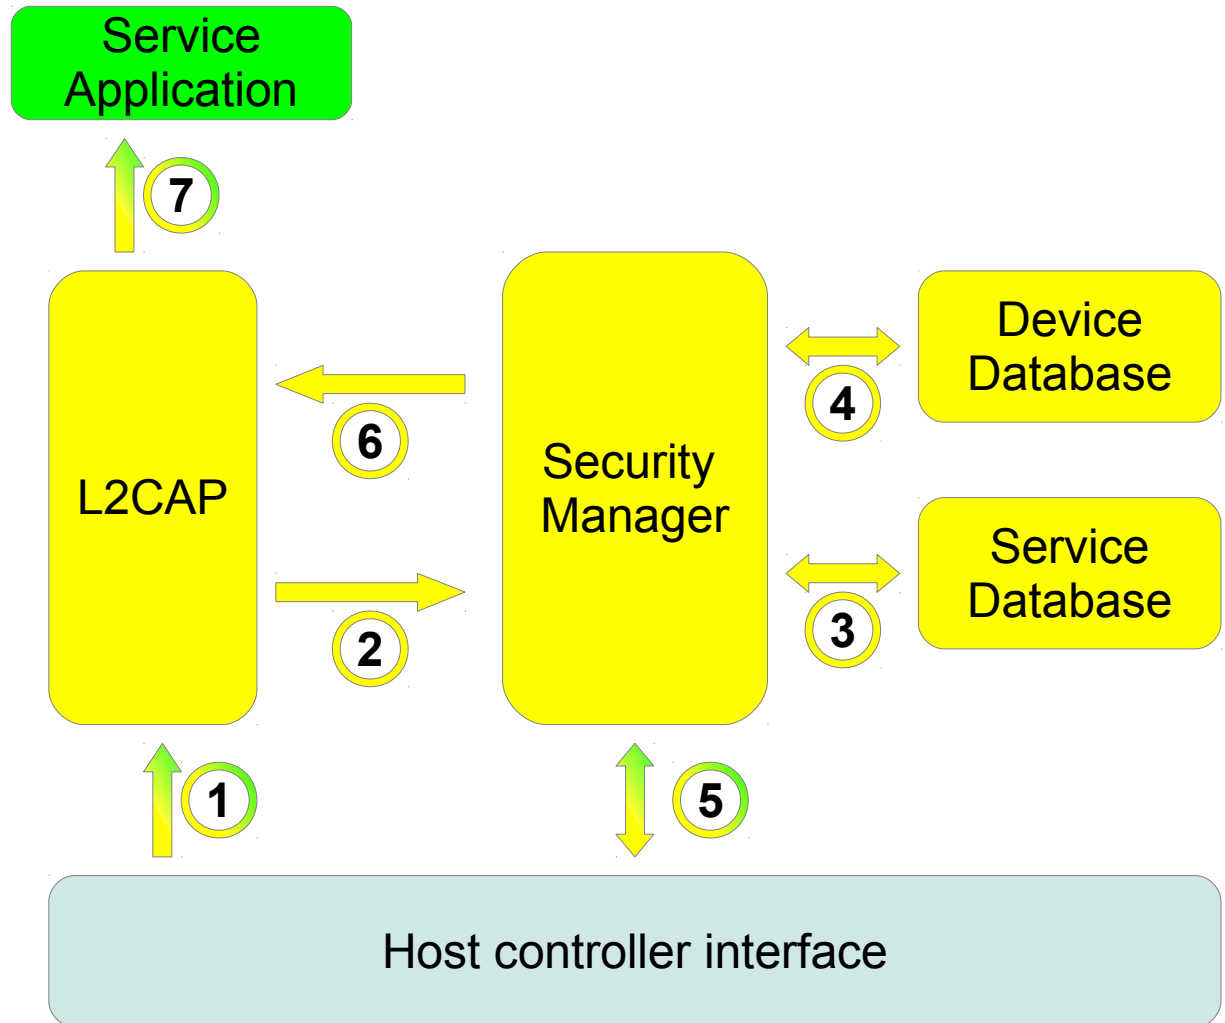 Service
Application
7
L2CAP
6
2
Security
Manager
4
3
Device
Database
Service
Database
1
5
Host controller interface